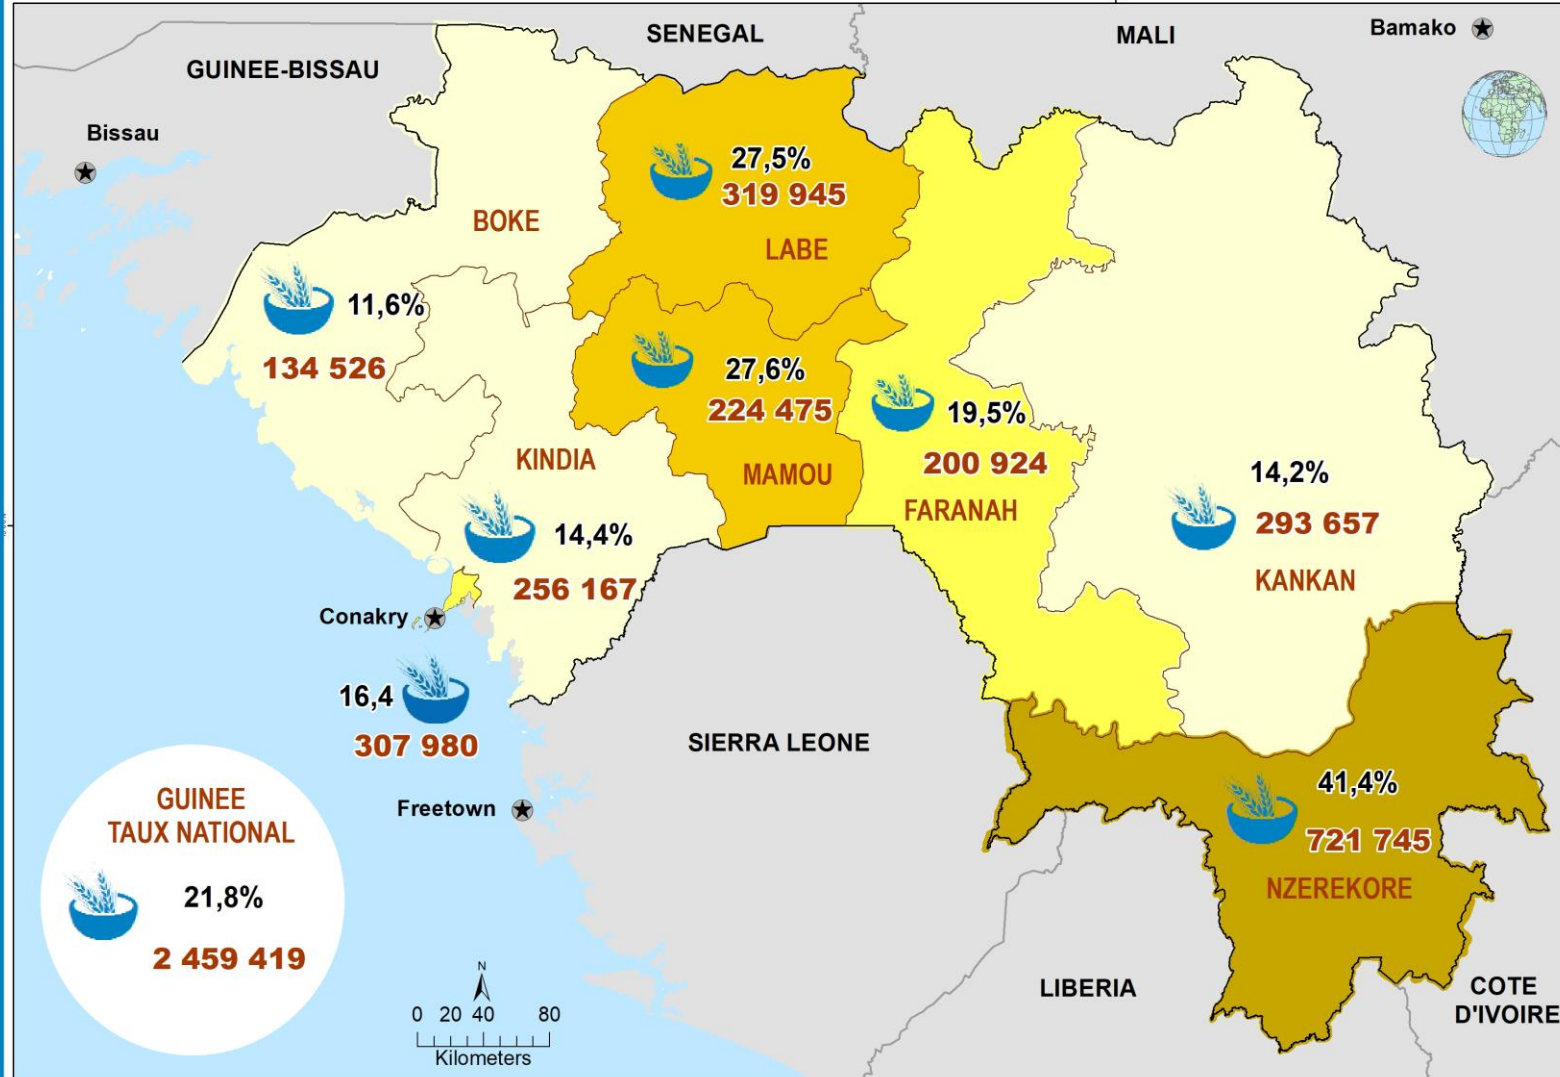 SENEGAL
MALI
Bamako
GUINEE-BISSAU
Bissau
27,5%
319 945
LABE
BOKE
11,6%
134 526
27,6%
224 475
MAMOU
19,5%
200 924
FARANAH
KINDIA
14,4%
256 167
14,2%
293 657
KANKAN
Conakry
16,4
307 980
SIERRA LEONE
Freetown
41,4%
721 745
NZEREKORE
GUINEE
TAUX NATIONAL
21,8%
2 459 419
N
0 20 40 80
Kilometers
LIBERIA
COTE
D'IVOIRE